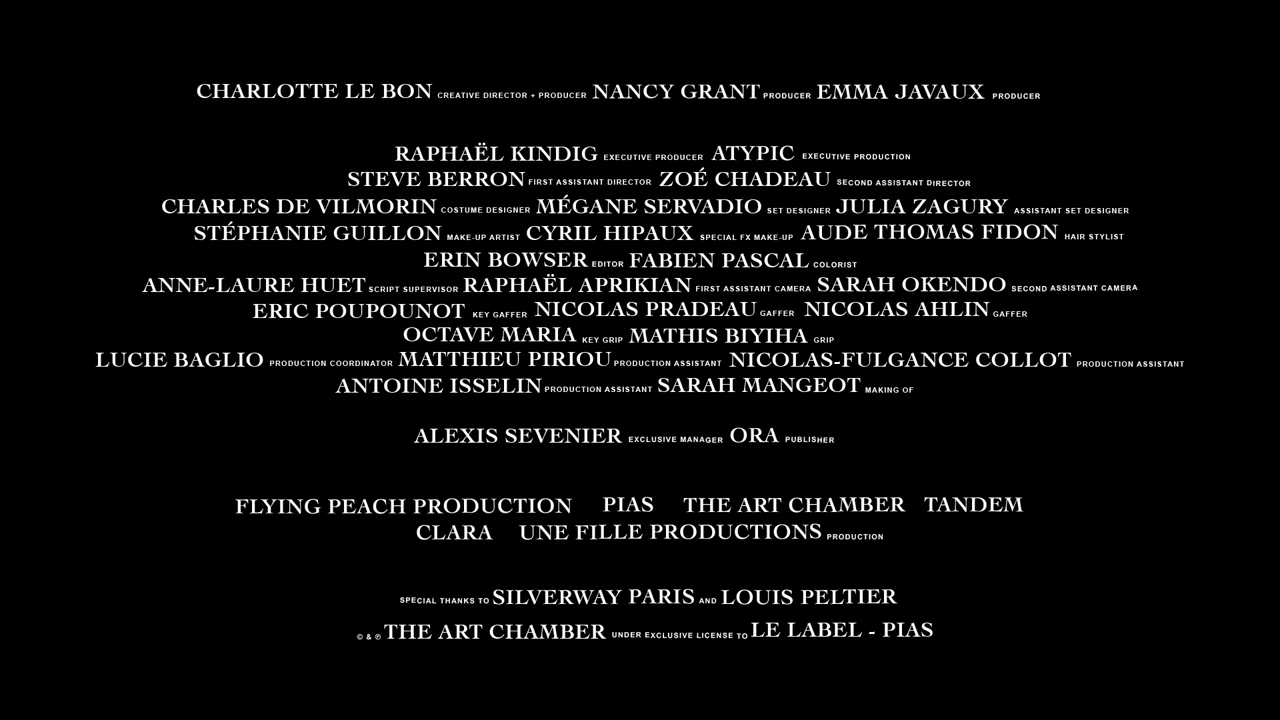 CHARLOTTE LE BON CREATIVE DIRECTOR + PRODUCER NANCY GRANT PRODUCER EMMA JAVAUX PRODUCER
RAPHAËL KINDIG EXECUTIVE PRODUCER ATYPIC EXECUTIVE PRODUCTION
STEVE BERRON FIRST ASSISTANT DIRECTOR ZOÉ CHADEAU SECOND ASSISTANT DIRECTOR
CHARLES DE VILMORIN COSTUME DESIGNER MÉGANE SERVADIO SET DESIGNER JULIA ZAGURY ASSISTANT SET DESIGNER
STÉPHANIE GUILLON MAKE-UP ARTIST CYRIL HIPAUX SPECIAL FX MAKE-UP AUDE THOMAS FIDON HAIR STYLIST
ERIN BOWSER EDITOR FABIEN PASCAL COLORIST
ANNE-LAURE HUET SCRIPT SUPERVISOR RAPHAËL APRIKIAN FIRST ASSISTANT CAMERA SARAH OKENDO SECOND ASSISTANT CAMERA
ERIC POUPOUNOT KEY GAFFER NICOLAS PRADEAU GAFFER NICOLAS AHLIN GAFFER
OCTAVE MARIA KEY GRIP MATHIS BIYIHA GRIP
LUCIE BAGLIO PRODUCTION COORDINATOR MATTHIEU PIRIOU PRODUCTION ASSISTANT NICOLAS-FULGANCE COLLOT PRODUCTION ASSISTANT
ANTOINE ISSELIN PRODUCTION ASSISTANT SARAH MANGEOT MAKING OF
ALEXIS SEVENIER EXCLUSIVE MANAGER ORA PUBLISHER
FLYING PEACH PRODUCTION PIAS THE ART CHAMBER TANDEM
CLARA UNE FILLE PRODUCTIONS PRODUCTION
SPECIAL THANKS TO SILVERWAY PARIS AND LOUIS PELTIER
© & ℗ THE ART CHAMBER UNDER EXCLUSIVE LICENSE TO LE LABEL - PIAS